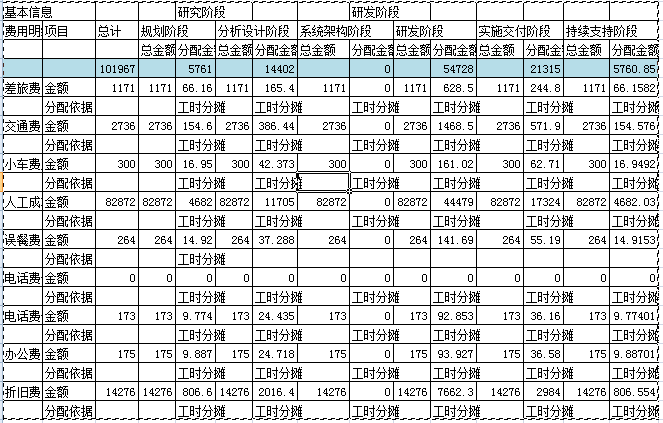 基本信息 研究阶段 研发阶段
费用明 项目 总计 规划阶段 分析设计阶段 系统架构阶段 研发阶段 实施交付阶段 持续支持阶段
总金额 分配金 总金额 分配金额 总金额 分配金额 总金额 分配金额 总金额 分配金 总金额 分配金额
101967 5761 14402 0 54728 21315 5760.85
差旅费 金额 1171 1171 66.16 1171 165.4 1171 0 1171 628.5 1171 244.8 1171 66.1582
分配依据 工时分摊 工时分摊 工时分摊 工时分摊 工时分摊 工时分摊
交通费 金额 2736 2736 154.6 2736 386.44 2736 0 2736 1468.5 2736 571.9 2736 154.576
分配依据 工时分摊 工时分摊 工时分摊 工时分摊 工时分摊 工时分摊
小车费 金额 300 300 16.95 300 42.373 300 0 300 161.02 300 62.71 300 16.9492
分配依据 工时分摊 工时分摊 工时分摊 工时分摊 工时分摊 工时分摊
人工成 金额 82872 82872 4682 82872 11705 82872 0 82872 44479 82872 17324 82872 4682.03
分配依据 工时分摊 工时分摊 工时分摊 工时分摊 工时分摊 工时分摊
误餐费 金额 264 264 14.92 264 37.288 264 0 264 141.69 264 55.19 264 14.9153
分配依据 工时分摊
电话费 金额 0 0 0 0 0 0 0 0 0 0 0 0 0
分配依据 工时分摊 工时分摊 工时分摊 工时分摊 工时分摊
电话费 金额 173 173 9.774 173 24.435 173 0 173 92.853 173 36.16 173 9.77401
分配依据 工时分摊 工时分摊 工时分摊 工时分摊 工时分摊 工时分摊
办公费 金额 175 175 9.887 175 24.718 175 0 175 93.927 175 36.58 175 9.88701
分配依据 工时分摊 工时分摊 工时分摊 工时分摊 工时分摊 工时分摊
折旧费 金额 14276 14276 806.6 14276 2016.4 14276 0 14276 7662.3 14276 2984 14276 806.554
分配依据 工时分摊 工时分摊 工时分摊 工时分摊 工时分摊 工时分摊